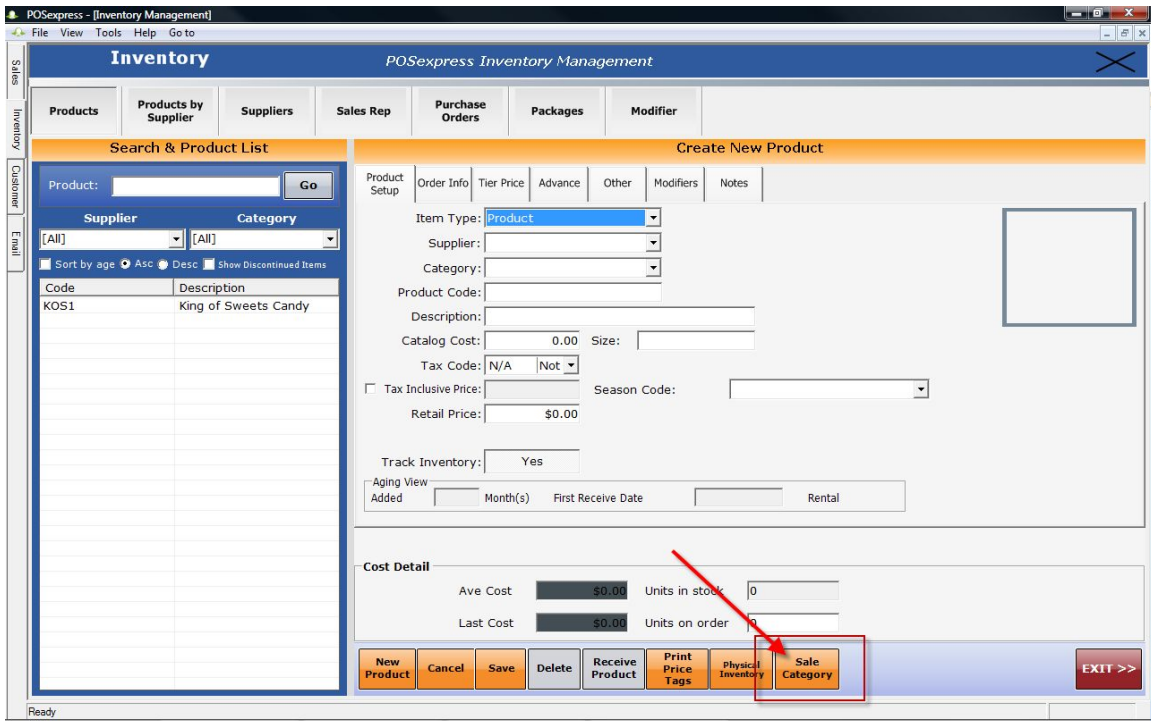 POSexpress - [Inventory Management]
File View Tools Help Go to
Sales
Inventory
Customer
Email
Inventory
POSexpress Inventory Management
Products
Products by
Supplier
Suppliers
Sales Rep
Purchase
Orders
Packages
Modifier
Search & Product List
Product:
Go
Supplier Category
[All] [All]
Sort by age Asc Desc Show Discontinued Items
Code Description
KOS1 King of Sweets Candy
Create New Product
Product
Setup
Order Info
Tier Price
Advance
Other
Modifiers
Notes
Item Type: Product
Supplier:
Category:
Product Code:
Description:
Catalog Cost: 0.00 Size:
Tax Code: N/A Not
Tax Inclusive Price: Season Code:
Retail Price: $0.00
Track Inventory: Yes
Aging View
Added Month(s) First Receive Date Rental
Cost Detail
Ave Cost $0.00 Units in stock 0
Last Cost $0.00 Units on order 0
New
Product
Cancel
Save
Delete
Receive
Product
Print
Price
Tags
Physical
Inventory
Sale
Category
EXIT >>
Ready